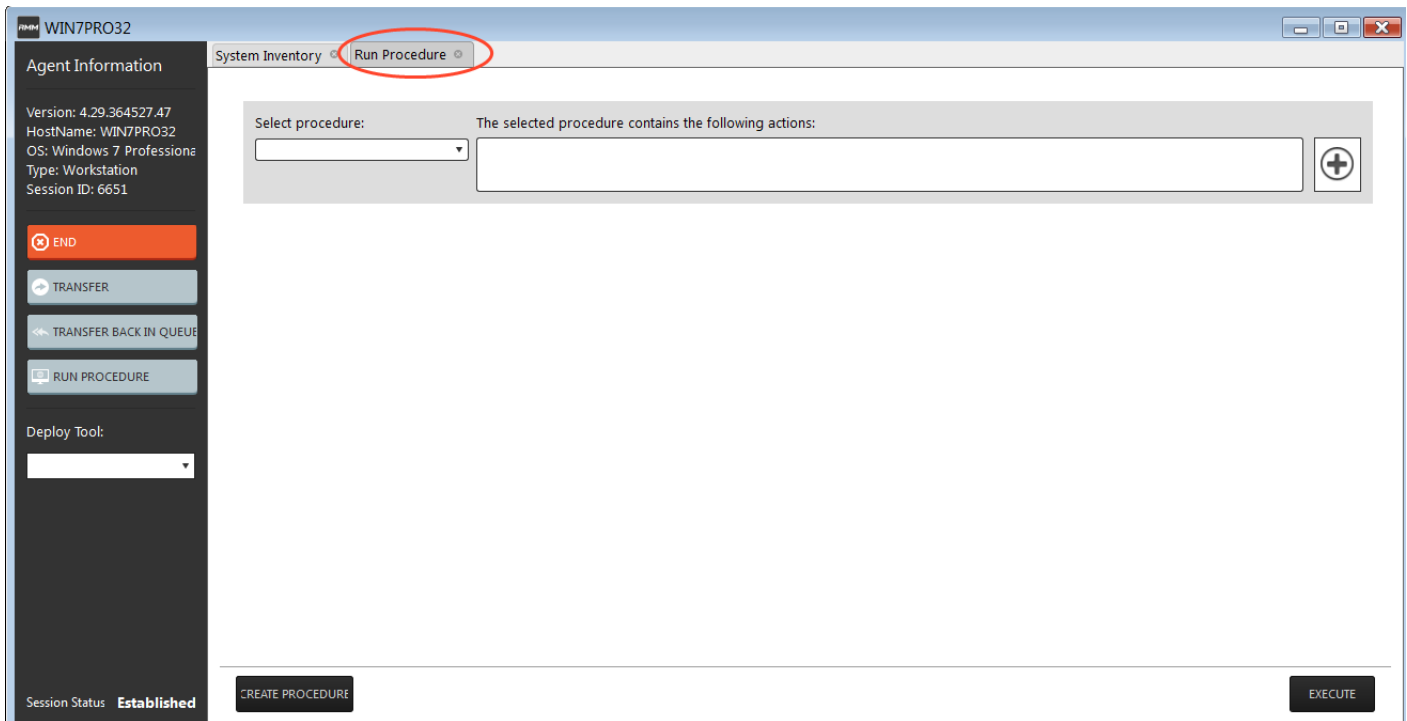 RMM WIN7PRO32
Agent Information
System Inventory
Run Procedure
Version: 4.29.364527.47
HostName: WIN7PRO32
OS: Windows 7 Professiona
Type: Workstation
Session ID: 6651
Select procedure:
The selected procedure contains the following actions:
END
TRANSFER
TRANSFER BACK IN QUEUE
RUN PROCEDURE
Deploy Tool:
Session Status Established
CREATE PROCEDURE
EXECUTE